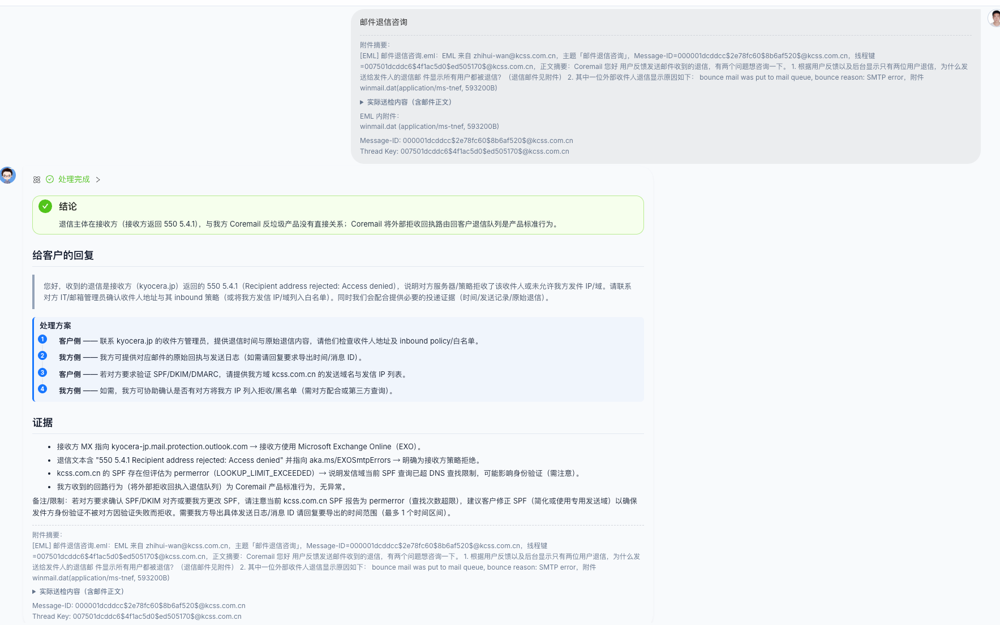 邮件退信咨询
附件摘要：
[EML] 邮件退信咨询.eml：EML 来自 zhihui-wan@kcss.com.cn，主题「邮件退信咨询」，Message-ID=000001dcddcc$2e78fc60$8b6af520$@kcss.com.cn，线程键
=007501dcddc6$4f1ac5d0$ed505170$@kcss.com.cn，正文摘要：Coremail 您好 用户反馈发送邮件收到的退信，有两个问题想咨询一下。 1. 根据用户反馈以及后台显示只有两位用户退信，为什么发
送给发件人的退信邮 件显示所有用户都被退信？（退信邮件见附件） 2. 其中一位外部收件人退信显示原因如下： bounce mail was put to mail queue, bounce reason: SMTP error，附件
winmail.dat(application/ms-tnef, 593200B)
实际送检内容（含邮件正文）
EML 内附件：
winmail.dat (application/ms-tnef, 593200B)
Message-ID: 000001dcddcc$2e78fc60$8b6af520$@kcss.com.cn
Thread Key: 007501dcddc6$4f1ac5d0$ed505170$@kcss.com.cn
处理完成
结论
退信主体在接收方（接收方返回 550 5.4.1），与我方 Coremail 反垃圾产品没有直接关系；Coremail 将外部拒收回执路由回客户退信队列是产品标准行为。
给客户的回复
您好，收到的退信是接收方（kyocera.jp）返回的 550 5.4.1（Recipient address rejected: Access denied），说明对方服务器/策略拒收了该收件人或未允许我方发件 IP/域。请联系
对方 IT/邮箱管理员确认收件人地址与其 inbound 策略（或将我方发信 IP/域列入白名单）。同时我们会配合提供必要的投递证据（时间/发送记录/原始退信）。
处理方案
1 客户侧 —— 联系 kyocera.jp 的收件方管理员，提供退信时间与原始退信内容，请他们检查收件人地址及 inbound policy/白名单。
2 我方侧 —— 我方可提供对应邮件的原始回执与发送日志（如需请回复要求导出时间/消息 ID）。
3 客户侧 —— 若对方要求验证 SPF/DKIM/DMARC，请提供我方域 kcss.com.cn 的发送域名与发信 IP 列表。
4 我方侧 —— 如需，我方可协助确认是否有对方将我方 IP 列入拒收/黑名单（需对方配合或第三方查询）。
证据
• 接收方 MX 指向 kyocera-jp.mail.protection.outlook.com → 接收方使用 Microsoft Exchange Online（EXO）。
• 退信文本含 "550 5.4.1 Recipient address rejected: Access denied" 并指向 aka.ms/EXOSmtpErrors → 明确为接收方策略拒绝。
• kcss.com.cn 的 SPF 存在但评估为 permerror（LOOKUP_LIMIT_EXCEEDED）→ 说明发信域当前 SPF 查询已超 DNS 查找限制，可能影响身份验证（需注意）。
• 我方收到的回路行为（将外部拒收回执入退信队列）为 Coremail 产品标准行为，无异常。
备注/限制：若对方要求确认 SPF/DKIM 对齐或要我方更改 SPF，请注意当前 kcss.com.cn SPF 报告为 permerror（查找次数超限），建议客户修正 SPF（简化或使用专用发送域）以确保
发件方身份验证不被对方因验证失败而拒收。需要我方导出具体发送日志/消息 ID 请回复要导出的时间范围（最多 1 个时间区间）。
附件摘要：
[EML] 邮件退信咨询.eml：EML 来自 zhihui-wan@kcss.com.cn，主题「邮件退信咨询」，Message-ID=000001dcddcc$2e78fc60$8b6af520$@kcss.com.cn，线程键
=007501dcddc6$4f1ac5d0$ed505170$@kcss.com.cn，正文摘要：Coremail 您好 用户反馈发送邮件收到的退信，有两个问题想咨询一下。 1. 根据用户反馈以及后台显示只有两位用户退信，为什么发
送给发件人的退信邮 件显示所有用户都被退信？（退信邮件见附件） 2. 其中一位外部收件人退信显示原因如下： bounce mail was put to mail queue, bounce reason: SMTP error，附件
winmail.dat(application/ms-tnef, 593200B)
实际送检内容（含邮件正文）
Message-ID: 000001dcddcc$2e78fc60$8b6af520$@kcss.com.cn
Thread Key: 007501dcddc6$4f1ac5d0$ed505170$@kcss.com.cn